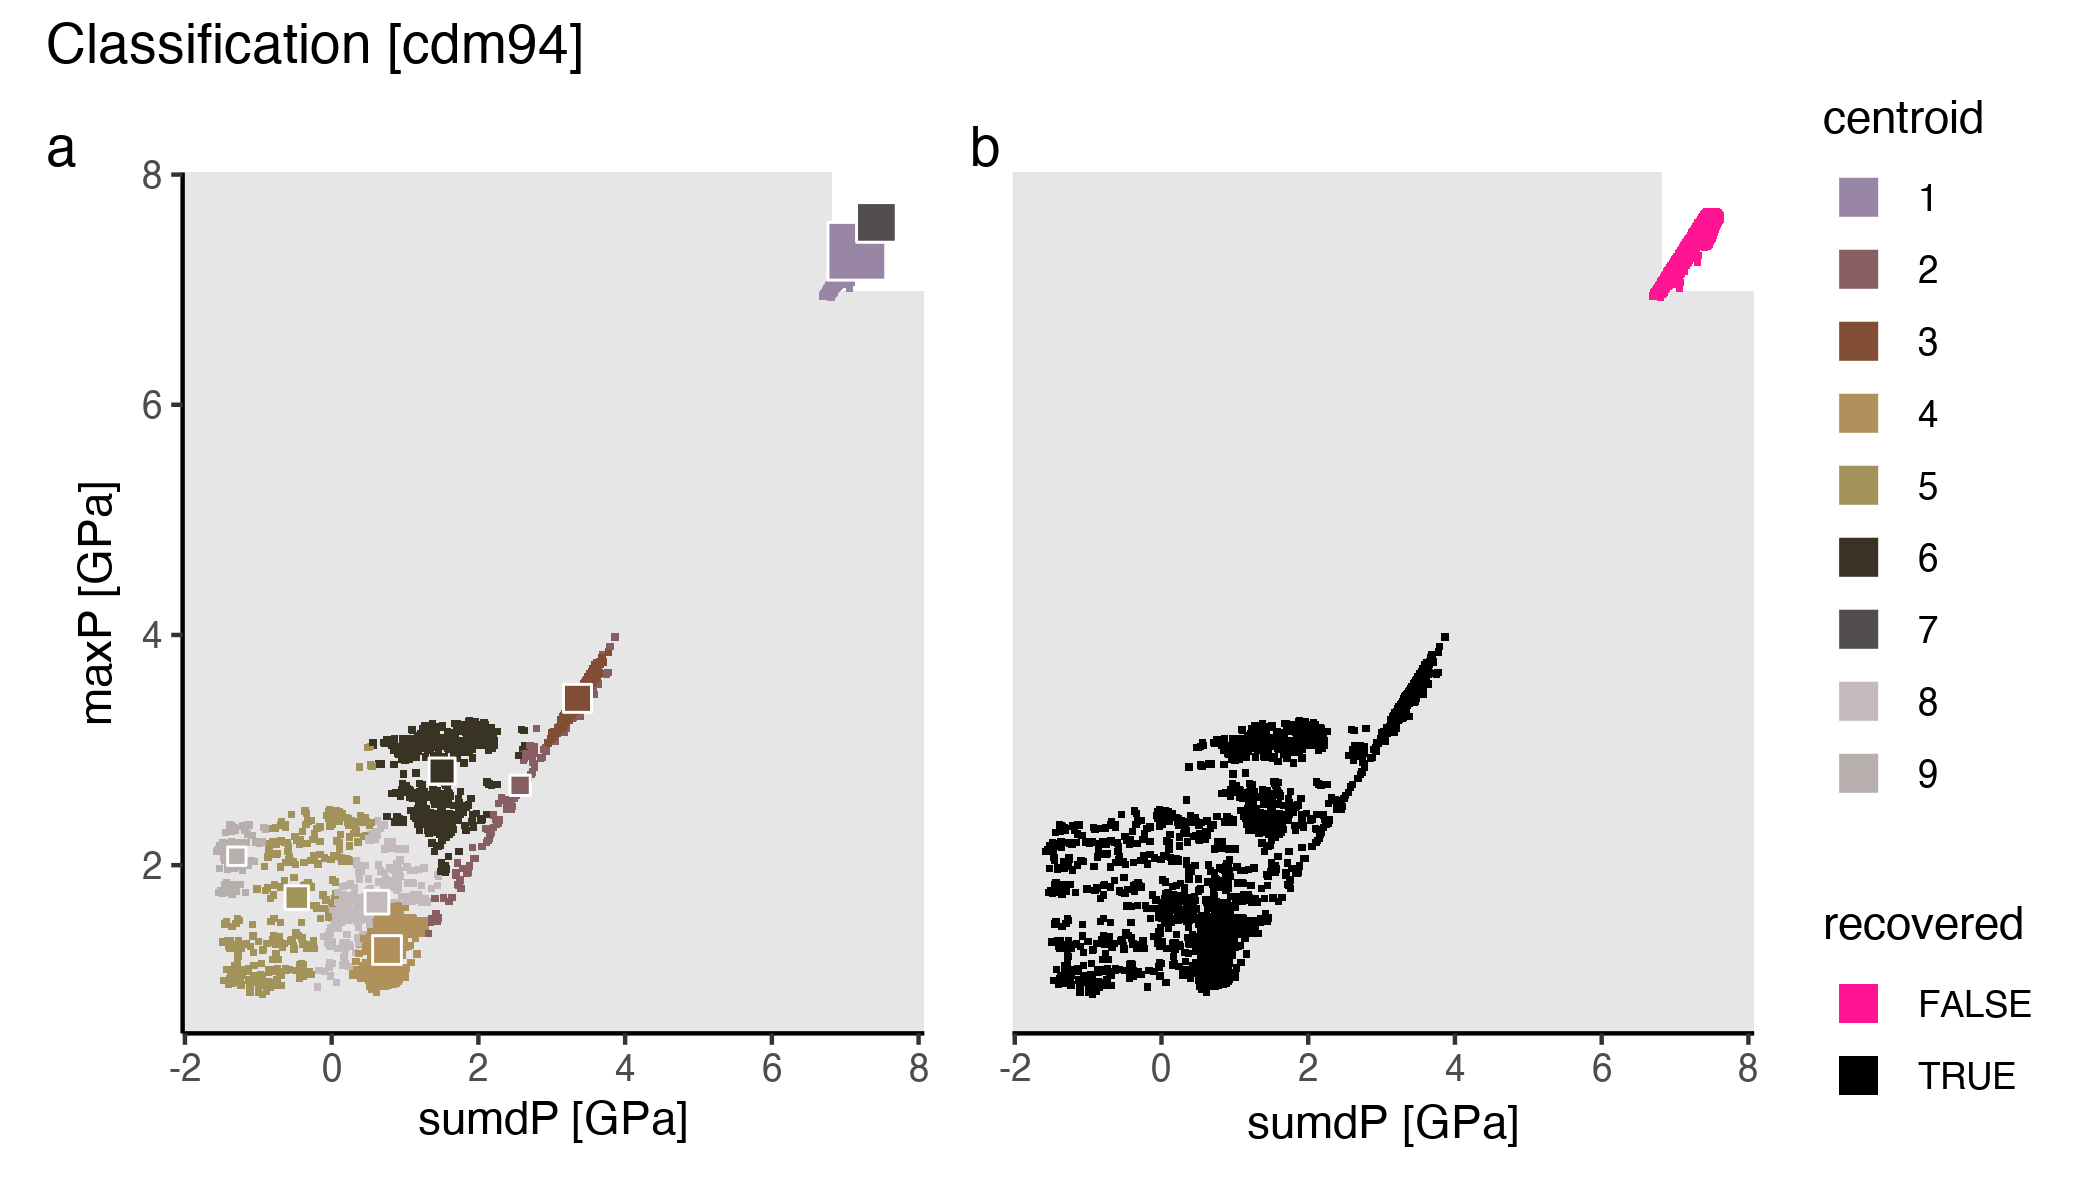 Classification [cdm94]
a
8
6
4
2
maxP [GPa]
-2 0 2 4 6 8
sumdP [GPa]
b
-2 0 2 4 6 8
sumdP [GPa]
centroid
1
2
3
4
5
6
7
8
9
recovered
FALSE
TRUE